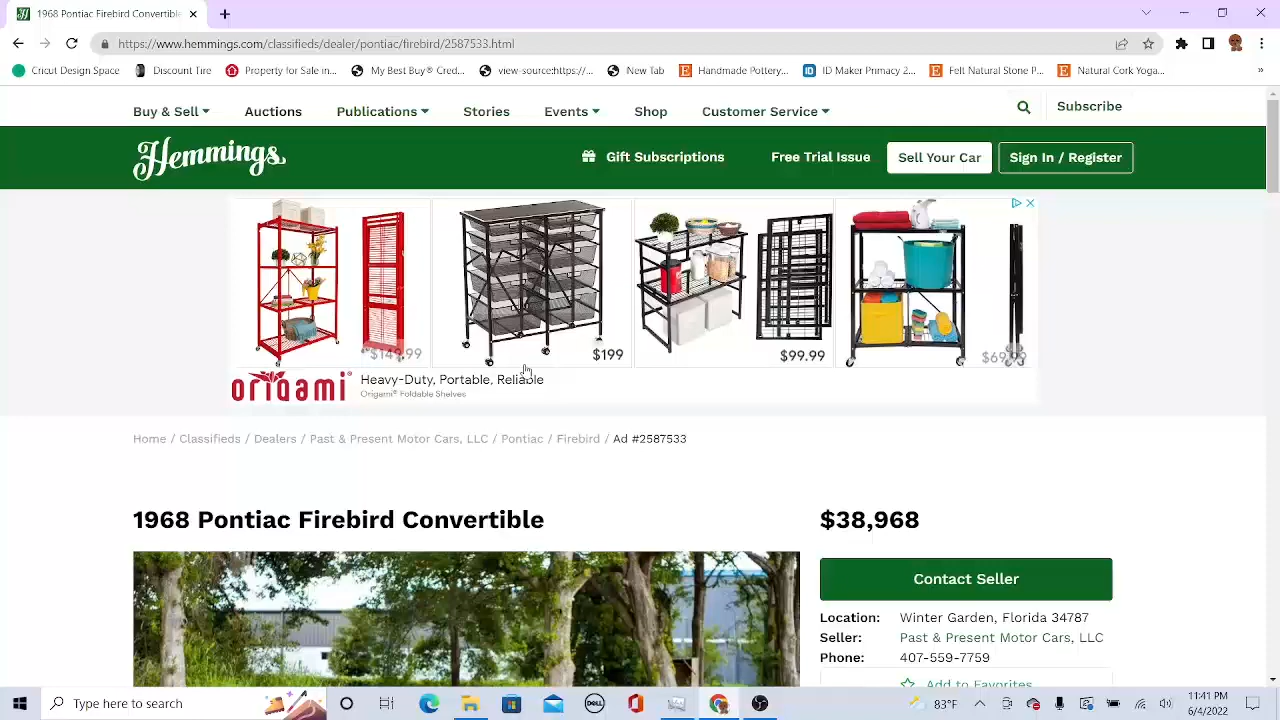 1968 Pontiac Firebird Convertible
https://www.hemmings.com/classifieds/dealer/pontiac/firebird/2587533.html
Cricut Design Space
Discount Tire
Property for Sale in...
My Best Buy® Cred...
view-source:https://...
New Tab
Handmade Pottery...
ID Maker Primacy 2...
Felt Natural Stone P...
Natural Cork Yoga...
»
Buy & Sell
Auctions
Publications
Stories
Events
Shop
Customer Service
Subscribe
Hemmings
Gift Subscriptions
Free Trial Issue
Sell Your Car
Sign In / Register
$149.99
$199
$99.99
origami®
Heavy-Duty, Portable, Reliable
Origami® Foldable Shelves
Home / Classifieds / Dealers / Past & Present Motor Cars, LLC / Pontiac / Firebird / Ad #2587533
1968 Pontiac Firebird Convertible
$38,968
Contact Seller
Location: Winter Garden, Florida 34787
Seller: Past & Present Motor Cars, LLC
Phone: 407-559-7759
Add to Favorites
Type here to search
DELL
83°F
11:41 PM
6/4/2022